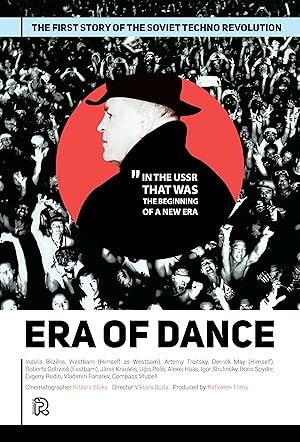 THE FIRST STORY OF THE SOVIET TECHNO REVOLUTION
"IN THE USSR
THAT WAS
THE BEGINNING
OF A NEW ERA
ERA OF DANCE
Indulis Bilzēns, Westbam (Himself as Westbam), Artemy Troitsky, Derrick May (Himself),
Roberts Gobziņš (Eastbam), Jānis Krauklis, Uģis Polis, Alexei Haas, Igor Shulinsky, Boris Spyder,
Evgeny Rudin, Vladimir Fonarev, Compass Vrubell.
Cinematographer Ritvars Bluka Director Viktors Buda Produced by Reflexion Films